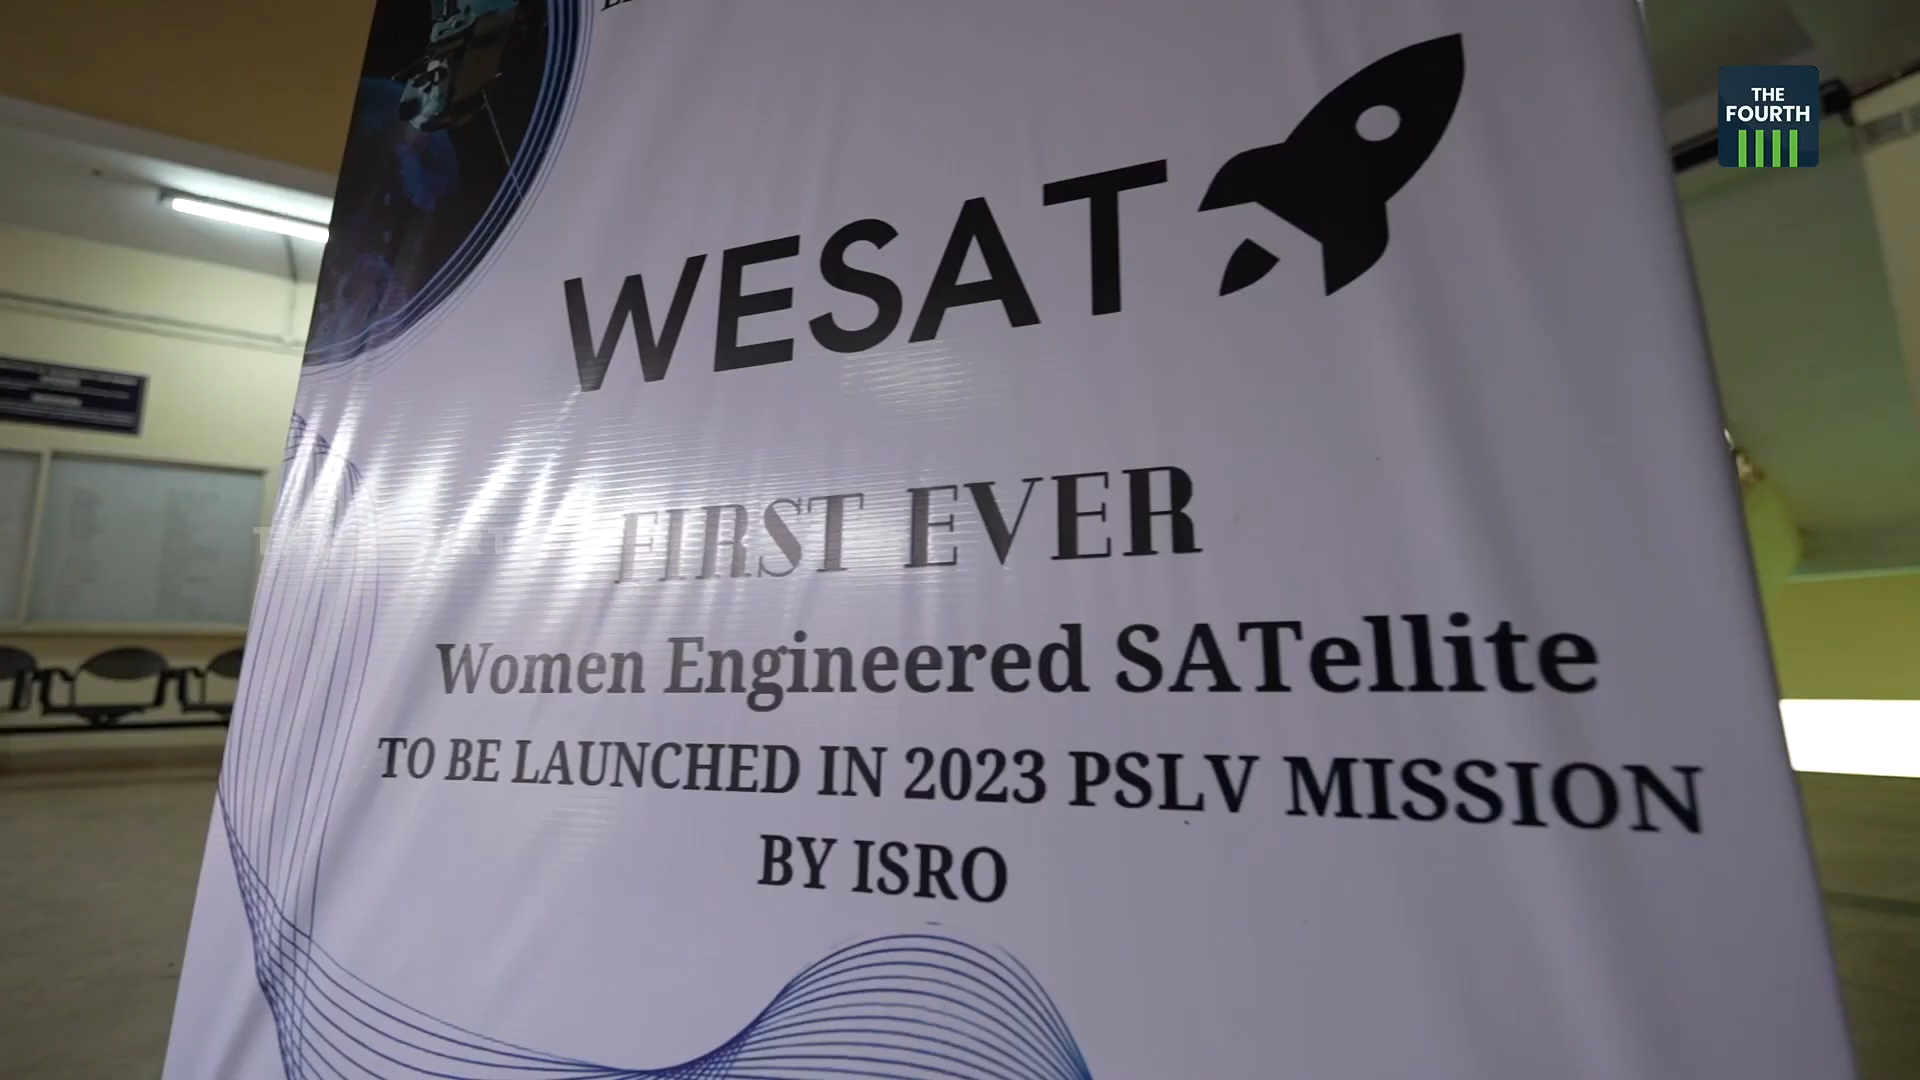 THE
FOURTH
WESAT
FIRST EVER
Women Engineered SATellite
TO BE LAUNCHED IN 2023 PSLV MISSION
BY ISRO